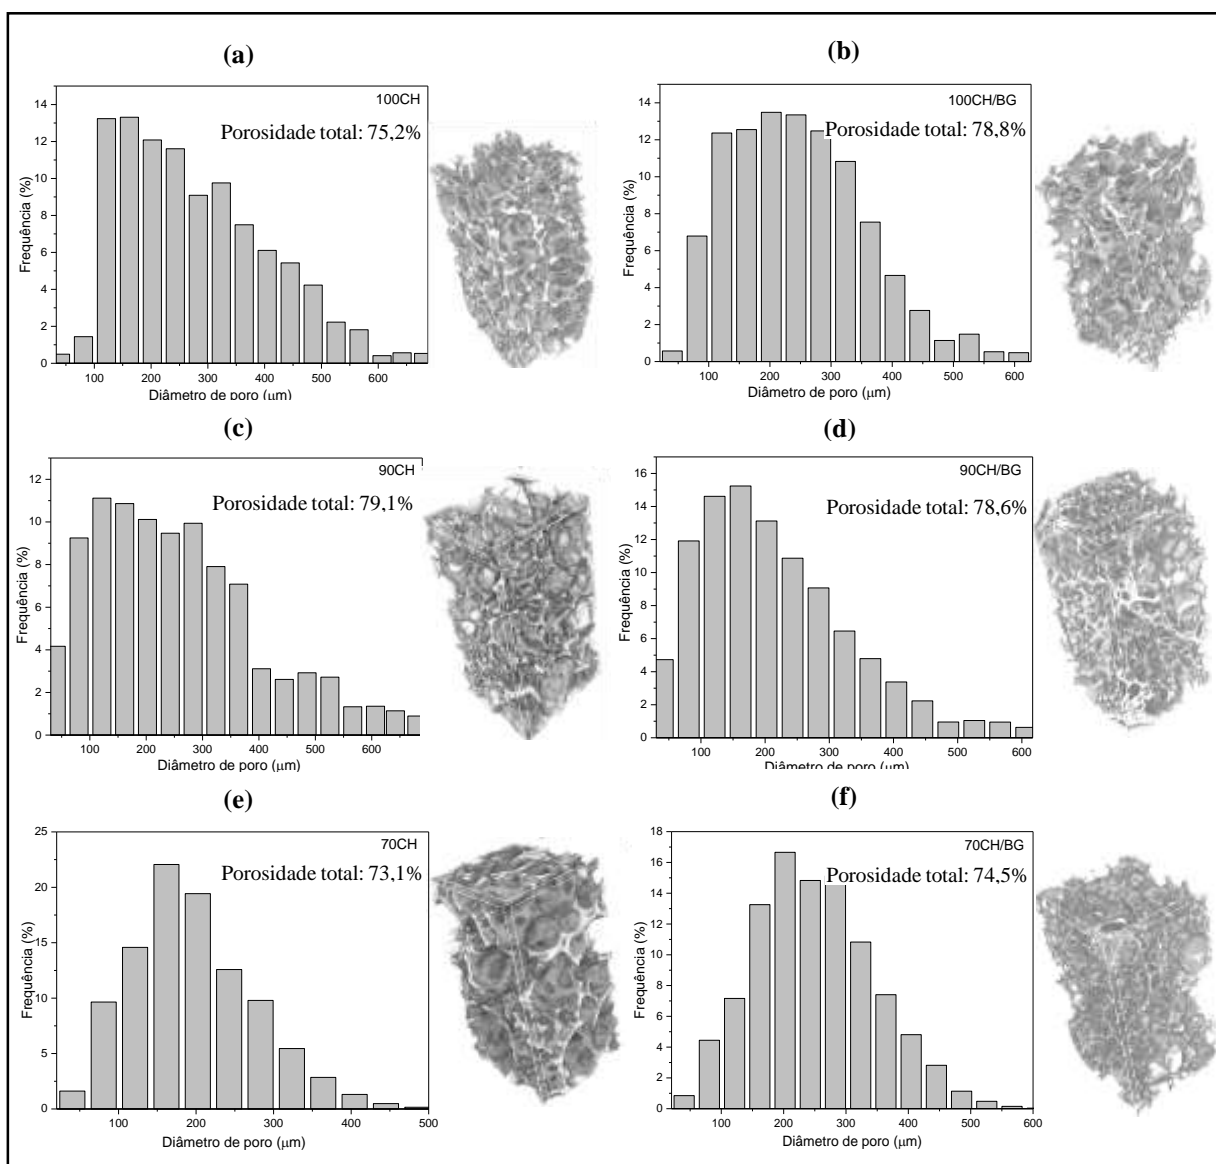 (a)
100CH
Porosidade total: 75,2%
Frequência (%)
14
12
10
8
6
4
2
0
100 200 300 400 500 600
Diâmetro de poro (μm)
(b)
100CH/BG
Porosidade total: 78,8%
Frequência (%)
14
12
10
8
6
4
2
0
100 200 300 400 500 600
Diâmetro de poro (μm)
(c)
90CH
Porosidade total: 79,1%
Frequência (%)
12
10
8
6
4
2
0
100 200 300 400 500 600
Diâmetro de poro (μm)
(d)
90CH/BG
Porosidade total: 78,6%
Frequência (%)
16
14
12
10
8
6
4
2
0
100 200 300 400 500 600
Diâmetro de poro (μm)
(e)
70CH
Porosidade total: 73,1%
Frequência (%)
25
20
15
10
5
0
100 200 300 400 500
Diâmetro de poro (μm)
(f)
70CH/BG
Porosidade total: 74,5%
Frequência (%)
18
16
14
12
10
8
6
4
2
0
100 200 300 400 500 600
Diâmetro de poro (μm)